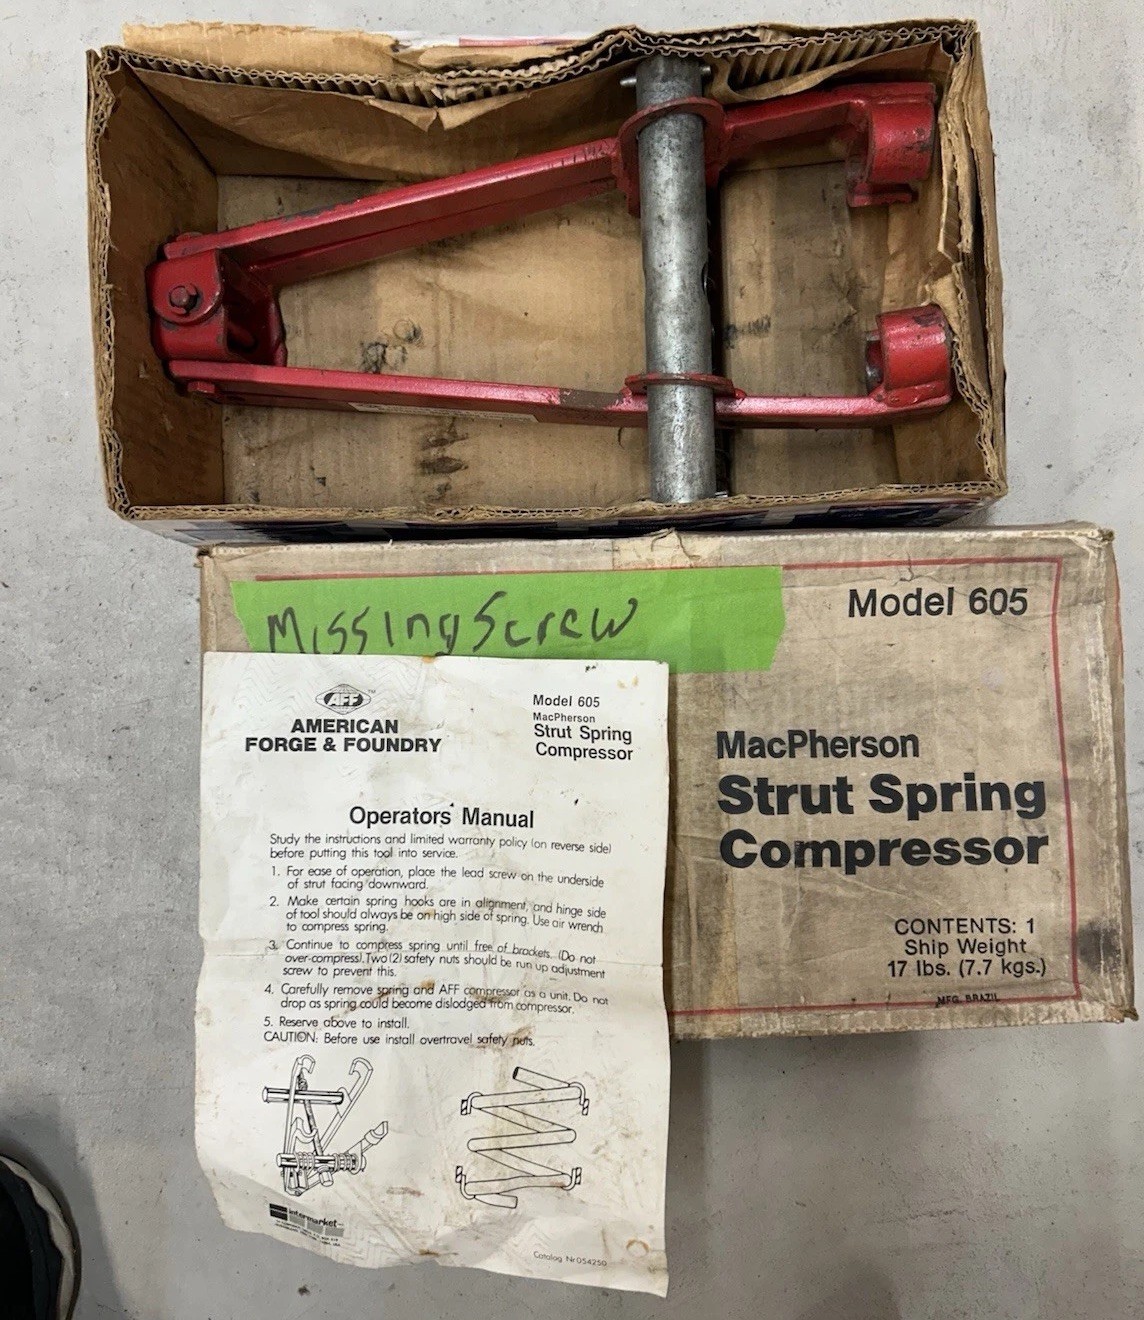 Missing Screw
Model 605
MacPherson
Strut Spring
Compressor
CONTENTS: 1
Ship Weight
17 lbs. (7.7 kgs.)
MFG. BRAZIL
AFF ™
AMERICAN
FORGE & FOUNDRY
Model 605
MacPherson
Strut Spring
Compressor
Operators Manual
Study the instructions and limited warranty policy (on reverse side)
before putting this tool into service.
1. For ease of operation, place the lead screw on the underside
of strut facing downward.
2. Make certain spring hooks are in alignment, and hinge side
of tool should always be on high side of spring. Use air wrench
to compress spring.
3. Continue to compress spring until free of brackets. (Do not
over-compress). Two (2) safety nuts should be run up adjustment
screw to prevent this.
4. Carefully remove spring and AFF compressor as a unit. Do not
drop as spring could become dislodged from compressor.
5. Reserve above to install.
CAUTION: Before use install overtravel safety nuts.
intermarket
Catalog Nr 054250